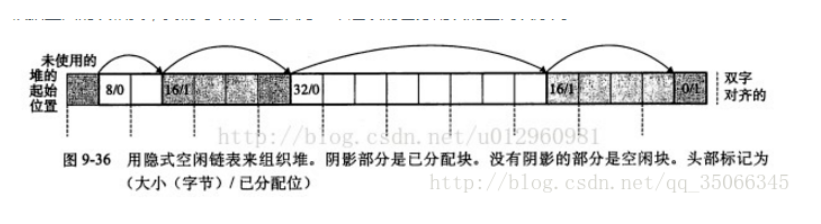 未使用的
堆的
起始
位置
8/0
16/1
32/0
16/1
0/1
双字
对齐的
http://blog.csdn.net/u012960981
图 9-36 用隐式空闲链表来组织堆。阴影部分是已分配块。没有阴影的部分是空闲块。头部标记为
(大小(字节)/已分配位)
http://blog.csdn.net/qq_35066345